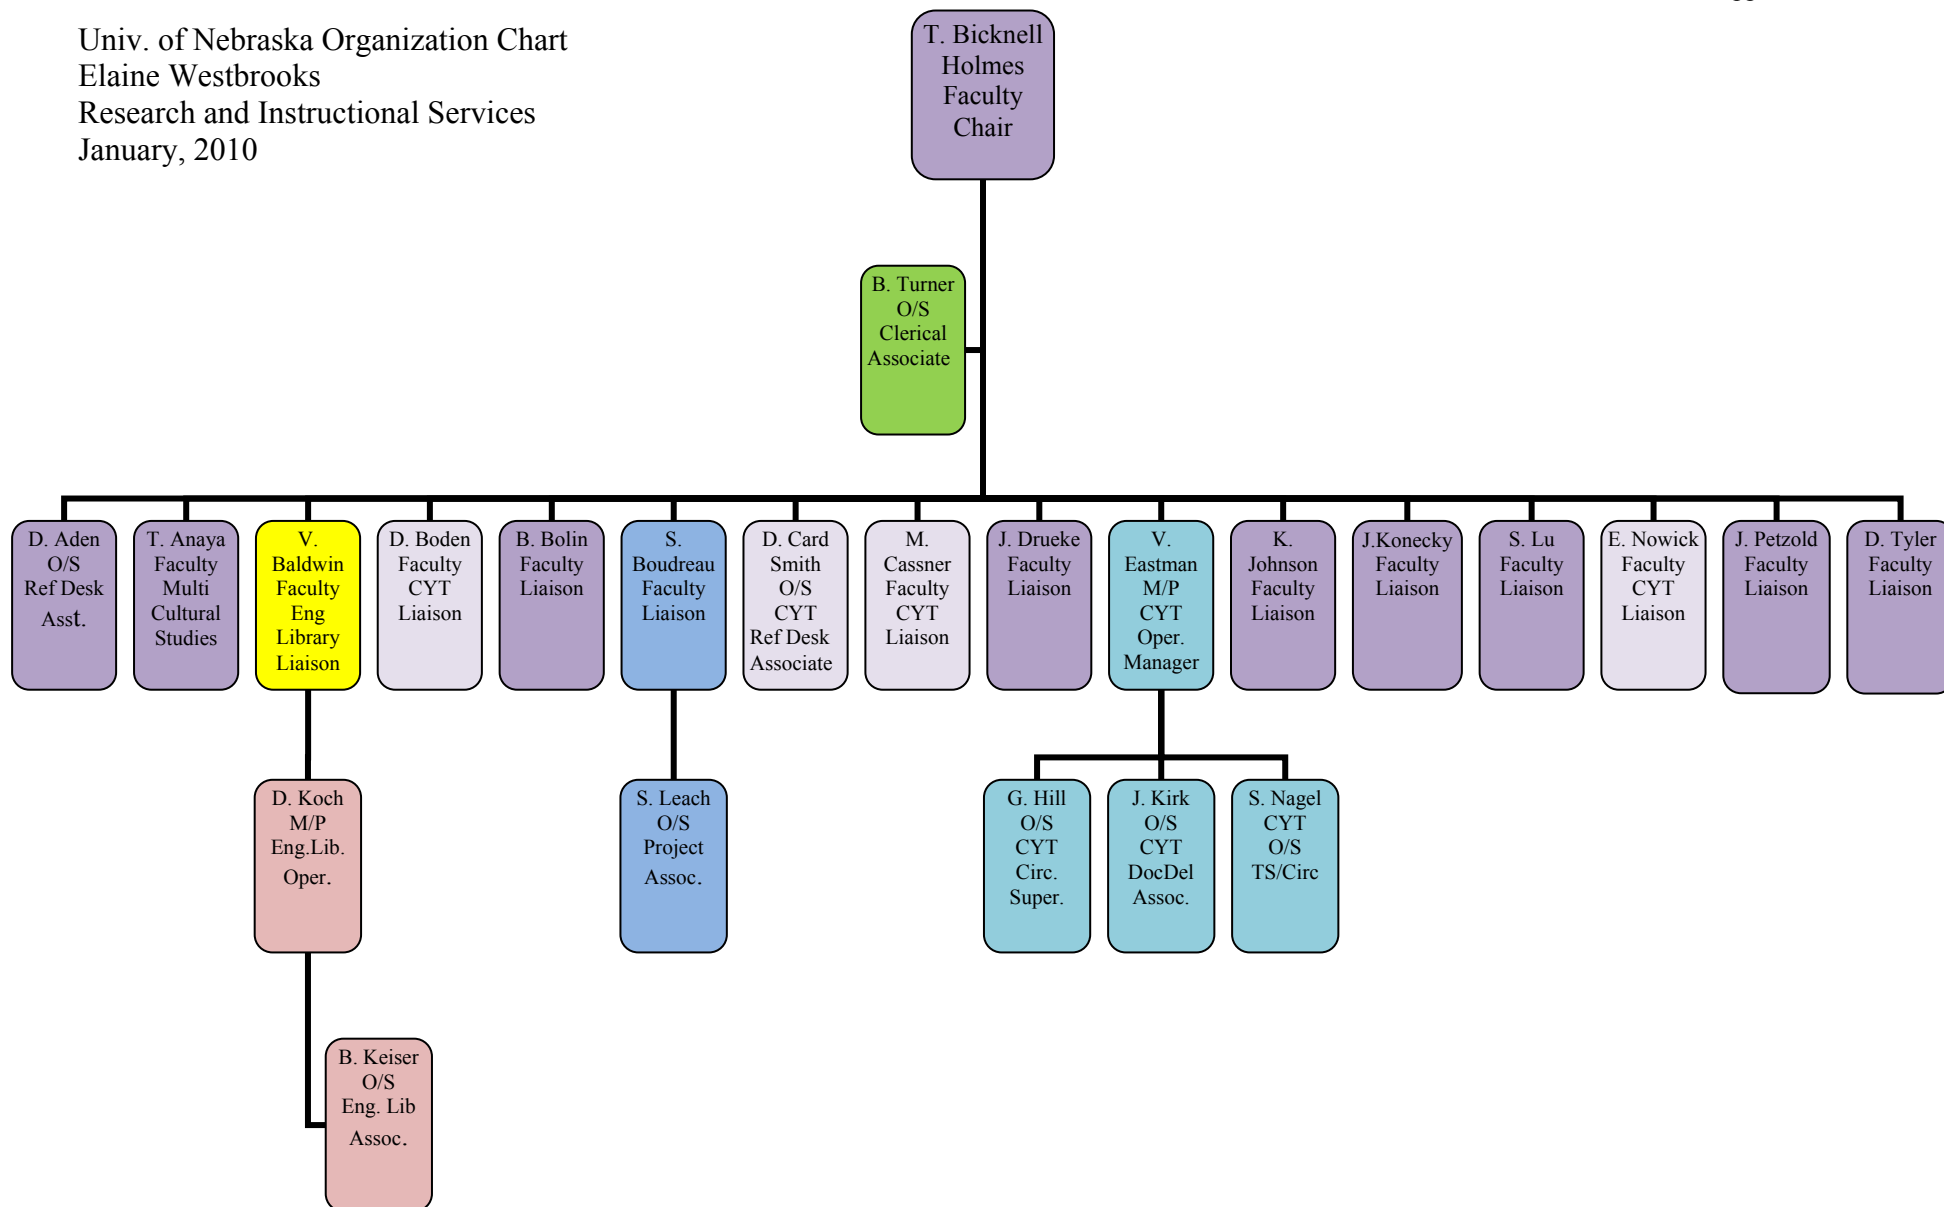 Univ. of Nebraska Organization Chart
Elaine Westbrooks
Research and Instructional Services
January, 2010
T. Bicknell
Holmes
Faculty
Chair
B. Turner
O/S
Clerical
Associate
D. Aden
O/S
Ref Desk
Asst.
T. Anaya
Faculty
Multi
Cultural
Studies
V.
Baldwin
Faculty
Eng
Library
Liaison
D. Boden
Faculty
CYT
Liaison
B. Bolin
Faculty
Liaison
S.
Boudreau
Faculty
Liaison
D. Card
Smith
O/S
CYT
Ref Desk
Associate
M.
Cassner
Faculty
CYT
Liaison
J. Drueke
Faculty
Liaison
V.
Eastman
M/P
CYT
Oper.
Manager
K.
Johnson
Faculty
Liaison
J.Konecky
Faculty
Liaison
S. Lu
Faculty
Liaison
E. Nowick
Faculty
CYT
Liaison
J. Petzold
Faculty
Liaison
D. Tyler
Faculty
Liaison
D. Koch
M/P
Eng.Lib.
Oper.
S. Leach
O/S
Project
Assoc.
G. Hill
O/S
CYT
Circ.
Super.
J. Kirk
O/S
CYT
DocDel
Assoc.
S. Nagel
CYT
O/S
TS/Circ
B. Keiser
O/S
Eng. Lib
Assoc.